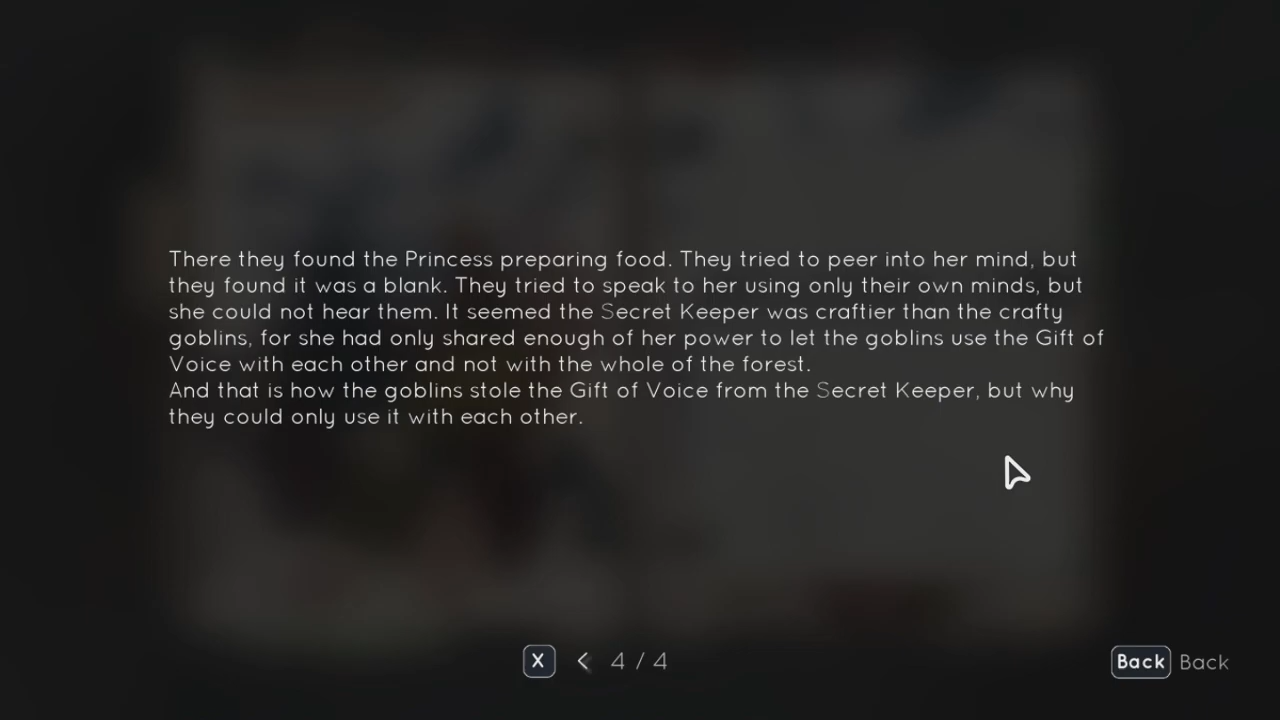 There they found the Princess preparing food. They tried to peer into her mind, but
they found it was a blank. They tried to speak to her using only their own minds, but
she could not hear them. It seemed the Secret Keeper was craftier than the crafty
goblins, for she had only shared enough of her power to let the goblins use the Gift of
Voice with each other and not with the whole of the forest.
And that is how the goblins stole the Gift of Voice from the Secret Keeper, but why
they could only use it with each other.
X < 4 / 4 Back Back